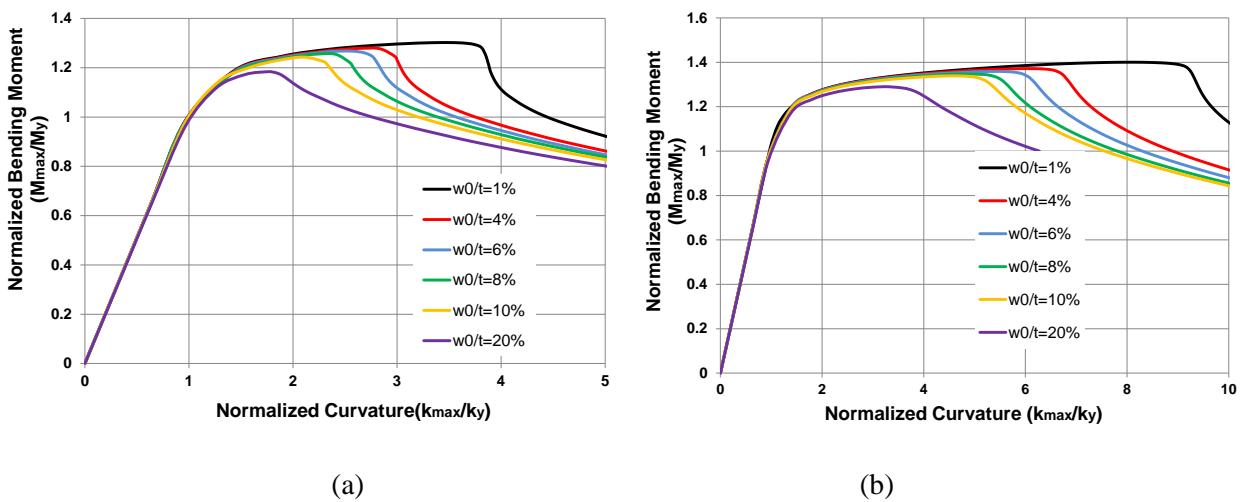 Normalized Bending Moment
(Mmax/My)
1.4
1.2
1
0.8
0.6
0.4
0.2
0
0
1
2
3
4
5
w0/t=1%
w0/t=4%
w0/t=6%
w0/t=8%
w0/t=10%
w0/t=20%
Normalized Curvature(kmax/ky)
(a)
Normalized Bending Moment
(Mmax/My)
1.6
1.4
1.2
1
0.8
0.6
0.4
0.2
0
0
2
4
6
8
10
w0/t=1%
w0/t=4%
w0/t=6%
w0/t=8%
w0/t=10%
w0/t=20%
Normalized Curvature (kmax/ky)
(b)